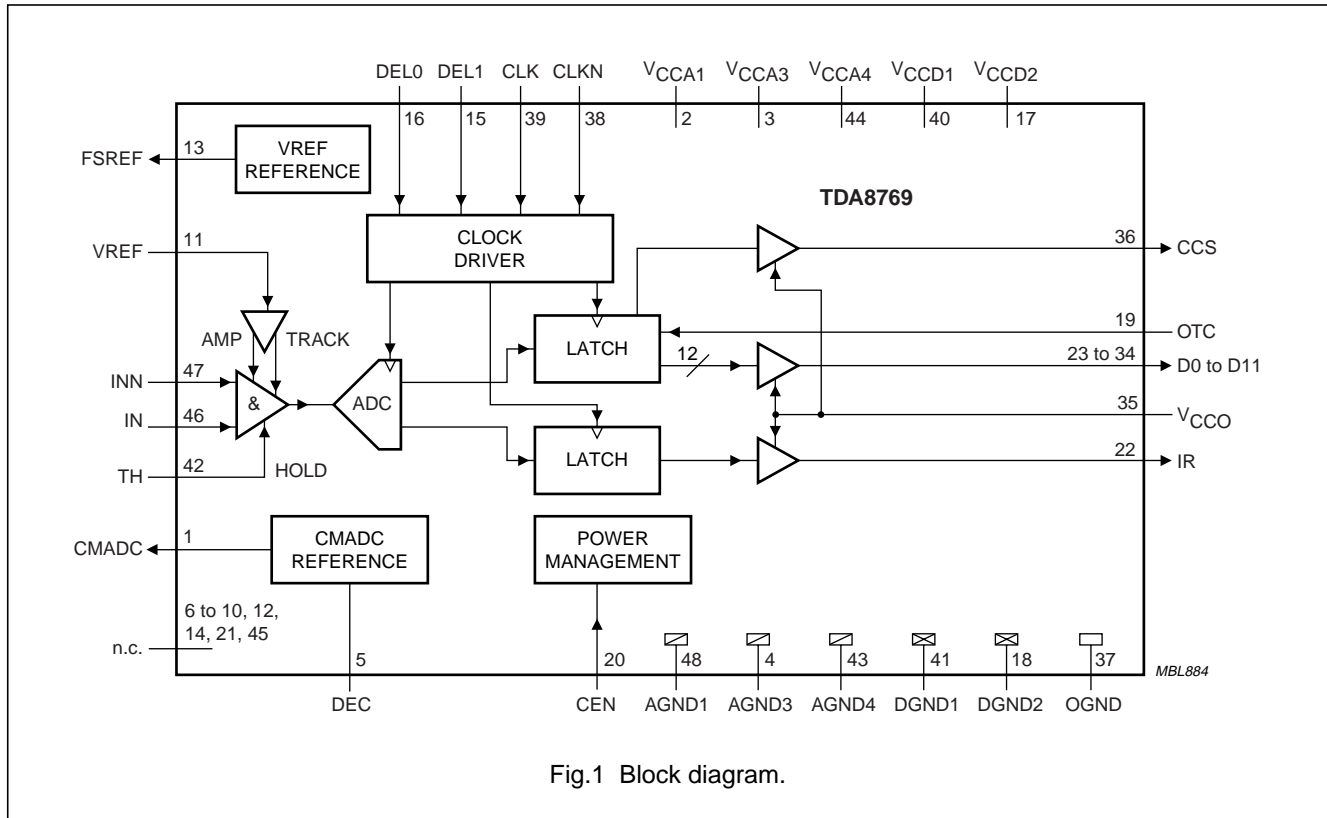 DEL0 DEL1 CLK CLKN VCCA1 VCCA3 VCCA4 VCCD1 VCCD2
16 15 39 38 2 3 44 40 17
FSREF 13 VREF
REFERENCE
TDA8769
VREF 11
CLOCK
DRIVER
36 CCS
AMP TRACK
19 OTC
LATCH
12
23 to 34 D0 to D11
INN 47
& ADC
IN 46
35 VCCO
TH 42 HOLD
LATCH
22 IR
CMADC 1
CMADC
REFERENCE
POWER
MANAGEMENT
6 to 10, 12,
14, 21, 45
n.c.
5 20 48 4 43 41 18 37
MBL884
DEC CEN AGND1 AGND3 AGND4 DGND1 DGND2 OGND
Fig.1 Block diagram.